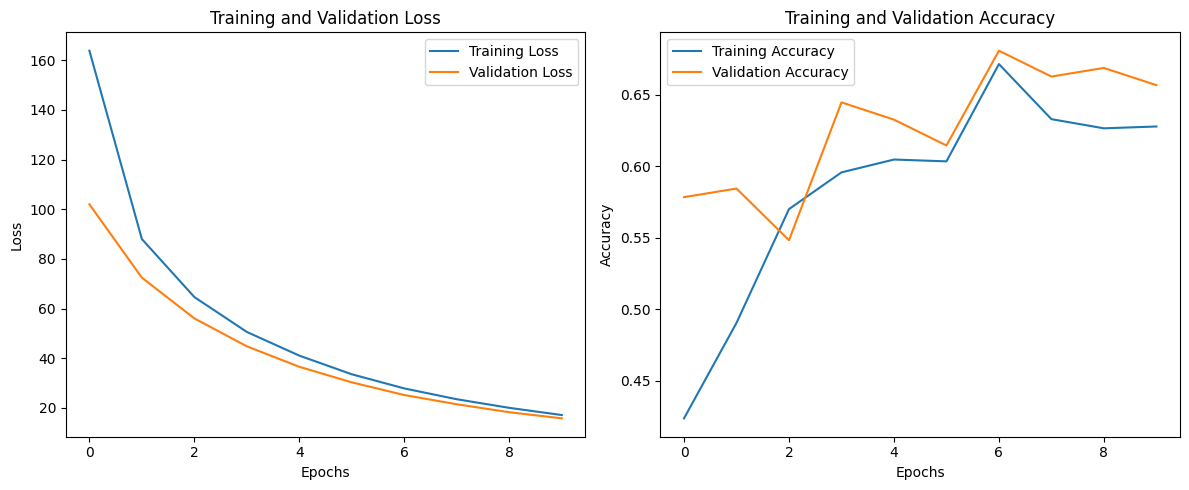 Training and Validation Loss
Training Loss
Validation Loss
160
140
120
100
80
60
40
20
Loss
0 2 4 6 8
Epochs
Training and Validation Accuracy
Training Accuracy
Validation Accuracy
0.65
0.60
0.55
0.50
0.45
Accuracy
0 2 4 6 8
Epochs